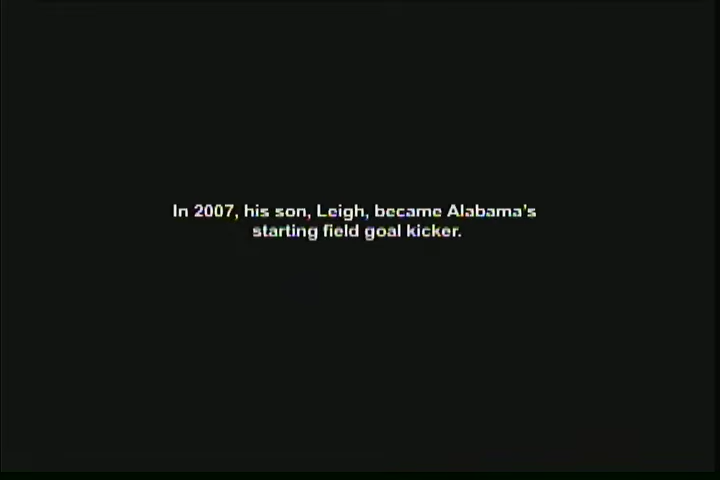 In 2007, his son, Leigh, became Alabama's
starting field goal kicker.